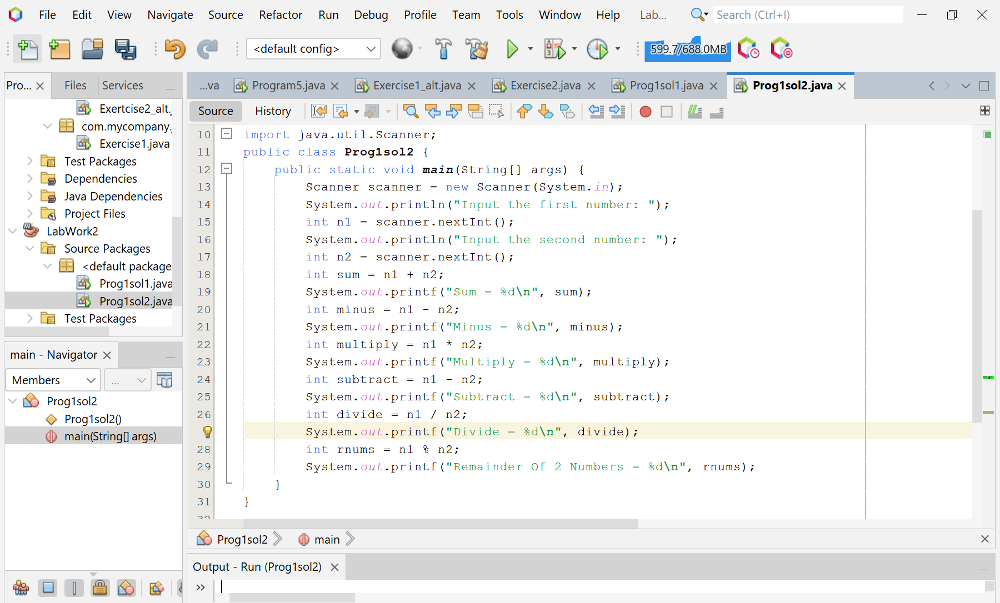 File Edit View Navigate Source Refactor Run Debug Profile Team Tools Window Help Lab... Search (Ctrl+I)
<default config> 599.7/688.0MB
Pro... Files Services
...va Program5.java Exercise1_alt.java Exercise2.java Prog1sol1.java Prog1sol2.java
Source History
Exertcise2_alt.j
com.mycompany.
Exercise1.java
Test Packages
Dependencies
Java Dependencies
Project Files
LabWork2
Source Packages
<default package
Prog1sol1.java
Prog1sol2.java
Test Packages
main - Navigator
Members ...
Prog1sol2
Prog1sol2()
main(String[] args)
10 import java.util.Scanner;
11 public class Prog1sol2 {
12 public static void main(String[] args) {
13 Scanner scanner = new Scanner(System.in);
14 System.out.println("Input the first number: ");
15 int n1 = scanner.nextInt();
16 System.out.println("Input the second number: ");
17 int n2 = scanner.nextInt();
18 int sum = n1 + n2;
19 System.out.printf("Sum = %d\n", sum);
20 int minus = n1 - n2;
21 System.out.printf("Minus = %d\n", minus);
22 int multiply = n1 * n2;
23 System.out.printf("Multiply = %d\n", multiply);
24 int subtract = n1 - n2;
25 System.out.printf("Subtract = %d\n", subtract);
26 int divide = n1 / n2;
System.out.printf("Divide = %d\n", divide);
28 int rnums = n1 % n2;
29 System.out.printf("Remainder Of 2 Numbers = %d\n", rnums);
30 }
31 }
32
Prog1sol2 main
Output - Run (Prog1sol2)